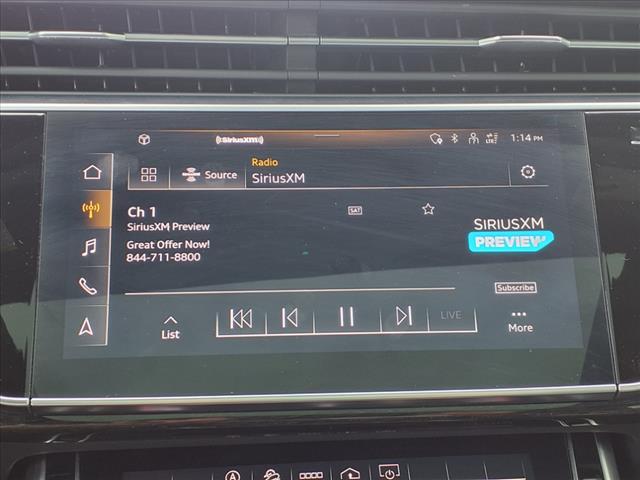 ((SiriusXM))
LTE
1:14 PM
Radio
Source
SiriusXM
Ch 1
SAT
SiriusXM Preview
Great Offer Now!
844-711-8800
SIRIUSXM
PREVIEW
Subscribe
LIVE
List
More
A